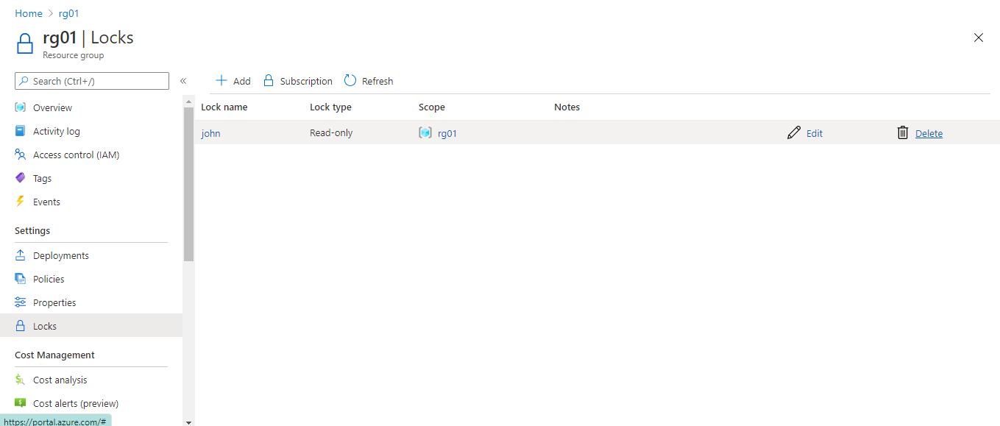 Home > rg01
rg01 | Locks
Resource group
Search (Ctrl+/)
«
Add
Subscription
Refresh
Overview
Activity log
Access control (IAM)
Tags
Events
Settings
Deployments
Policies
Properties
Locks
Cost Management
Cost analysis
Cost alerts (preview)
https://portal.azure.com/#
Lock name Lock type Scope Notes
john Read-only rg01 Edit Delete